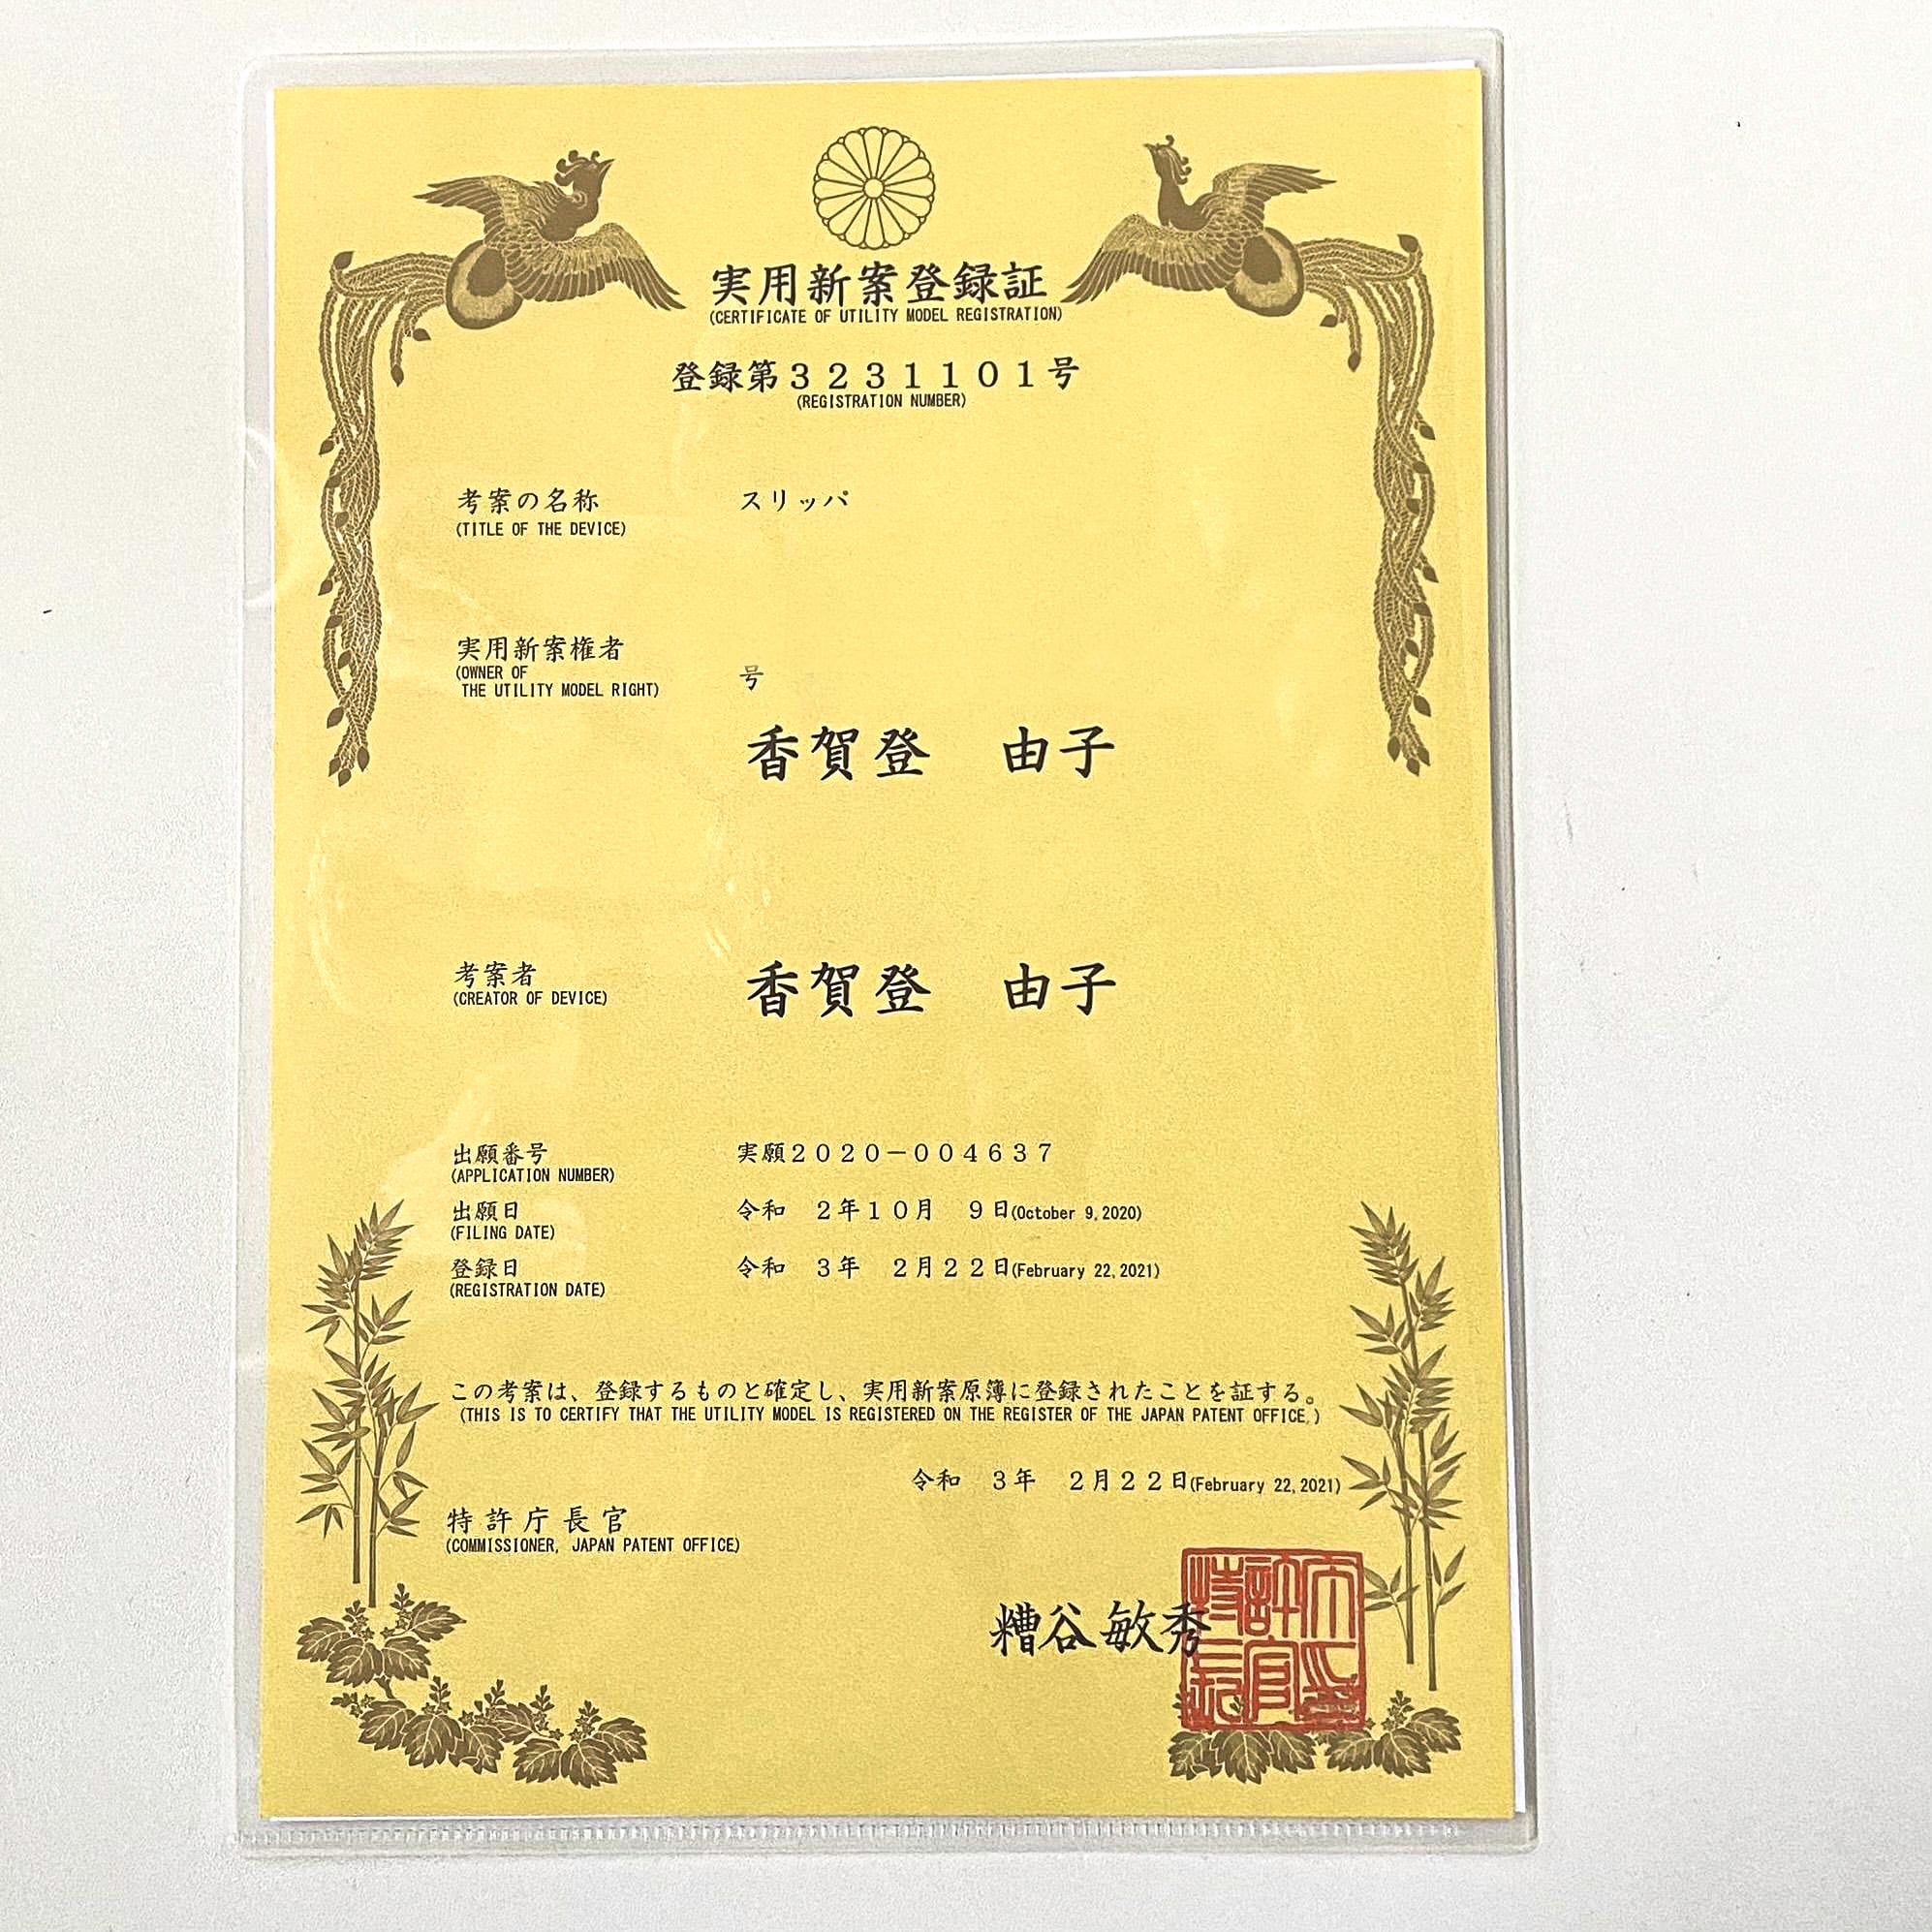 実用新案登録証
(CERTIFICATE OF UTILITY MODEL REGISTRATION)
登録第３２３１１０１号
(REGISTRATION NUMBER)
考案の名称 スリッパ
(TITLE OF THE DEVICE)
実用新案権者
(OWNER OF
THE UTILITY MODEL RIGHT)
号
香賀登　由子
考案者 香賀登　由子
(CREATOR OF DEVICE)
出願番号 実願２０２０－００４６３７
(APPLICATION NUMBER)
出願日 令和　２年１０月　９日(October 9,2020)
(FILING DATE)
登録日 令和　３年　２月２２日(February 22,2021)
(REGISTRATION DATE)
この考案は、登録するものと確定し、実用新案原簿に登録されたことを証する。
(THIS IS TO CERTIFY THAT THE UTILITY MODEL IS REGISTERED ON THE REGISTER OF THE JAPAN PATENT OFFICE.)
令和　３年　２月２２日(February 22,2021)
特許庁長官
(COMMISSIONER, JAPAN PATENT OFFICE)
糟谷敏秀